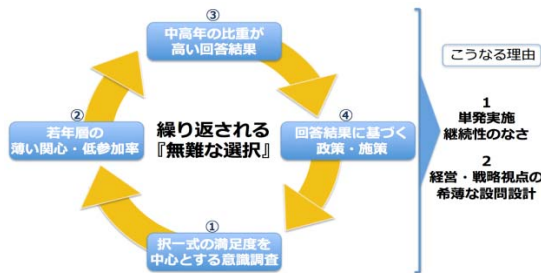 ③
中高年の比重が
高い回答結果
こうなる理由
②
若年層の
薄い関心・低参加率
繰り返される
『無難な選択』
④
回答結果に基づく
政策・施策
1
単発実施
継続性のなさ
2
経営・戦略視点の
希薄な設問設計
①
択一式の満足度を
中心とする意識調査